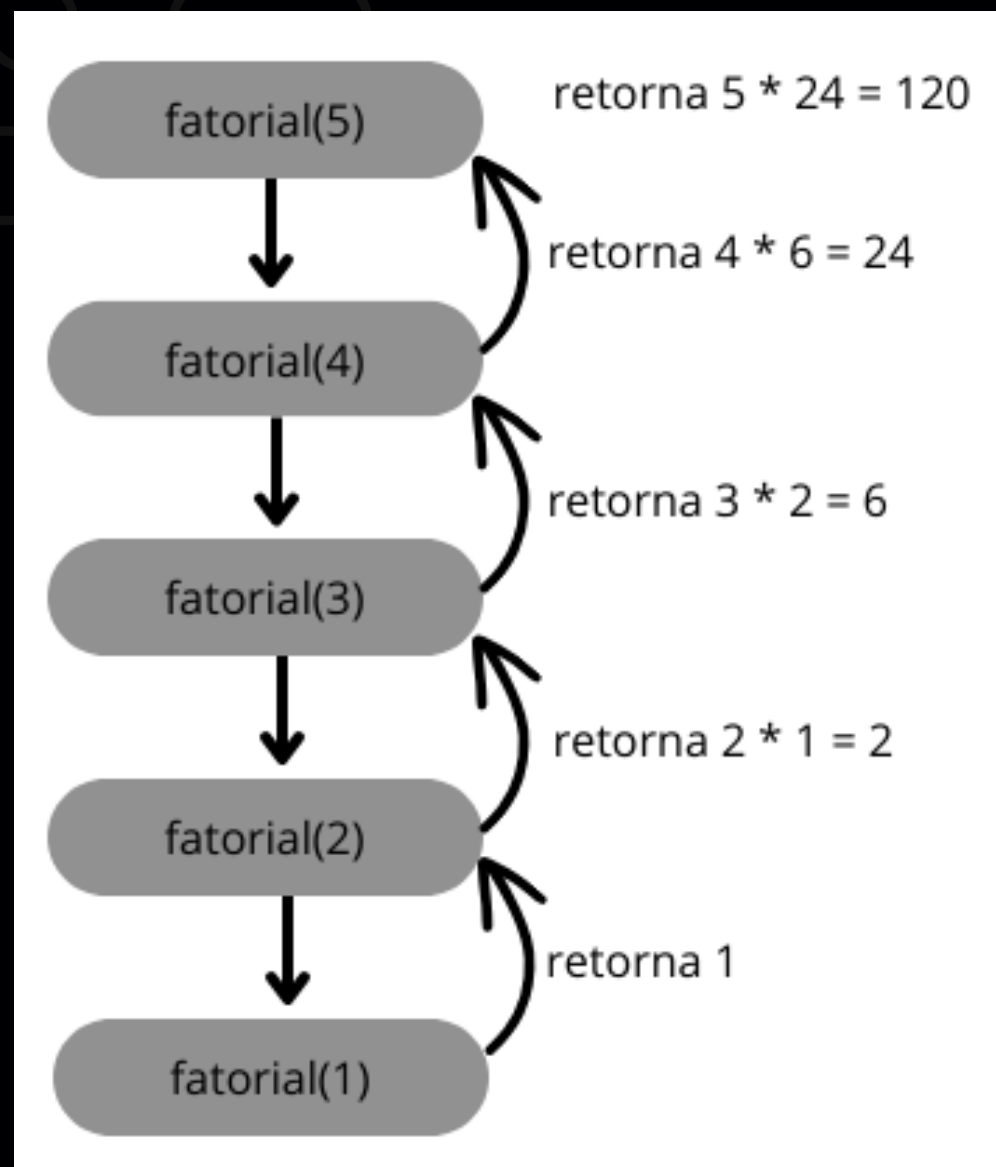 fatorial(5)
retorna 5 * 24 = 120
retorna 4 * 6 = 24
fatorial(4)
retorna 3 * 2 = 6
fatorial(3)
retorna 2 * 1 = 2
fatorial(2)
retorna 1
fatorial(1)